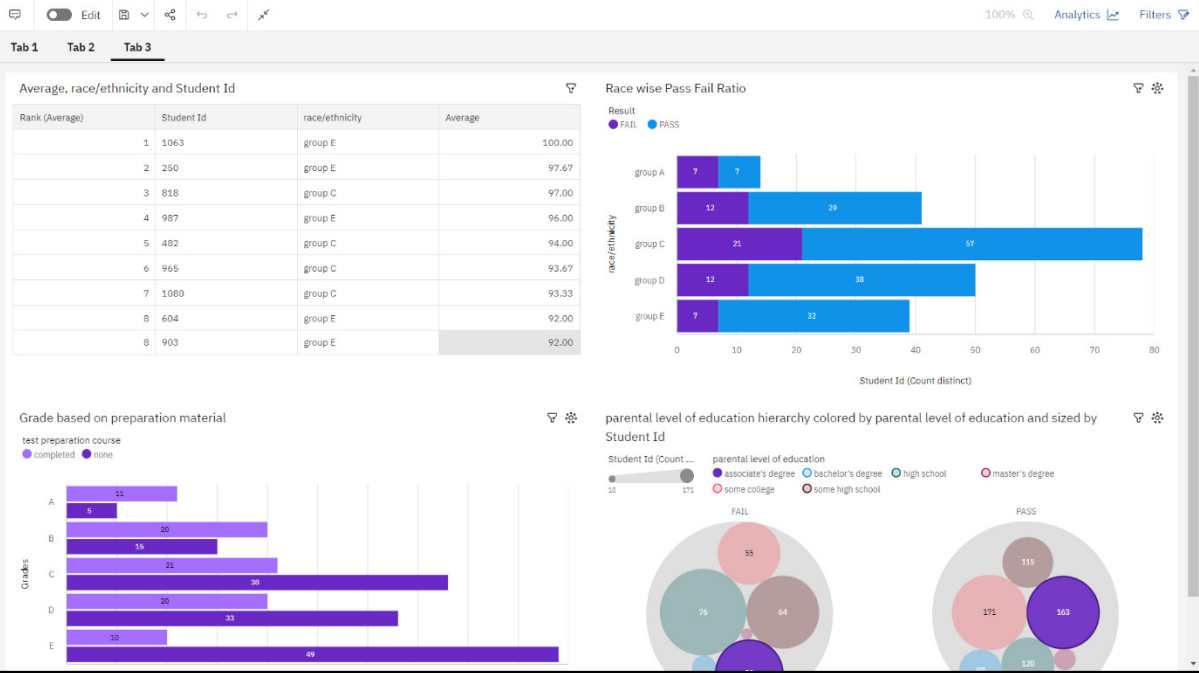 Edit
100%
Analytics
Filters
Tab 1
Tab 2
Tab 3
Average, race/ethnicity and Student Id
Rank (Average) Student Id race/ethnicity Average
1 1063 group E 100.00
2 250 group E 97.67
3 818 group C 97.00
4 987 group E 96.00
5 482 group C 94.00
6 965 group C 93.67
7 1080 group C 93.33
8 604 group E 92.00
8 903 group E 92.00
Race wise Pass Fail Ratio
Result
FAIL PASS
race/ethnicity
group A 7 7
group B 12 29
group C 21 57
group D 12 38
group E 7 32
0 10 20 30 40 50 60 70 80
Student Id (Count distinct)
Grade based on preparation material
test preparation course
completed none
Grades
A 11
5
B 20
15
C 21
38
D 20
33
E 10
49
parental level of education hierarchy colored by parental level of education and sized by
Student Id
Student Id (Count ...
10 171
parental level of education
associate's degree bachelor's degree high school master's degree
some college some high school
FAIL
55
76
64
PASS
115
171
163
120